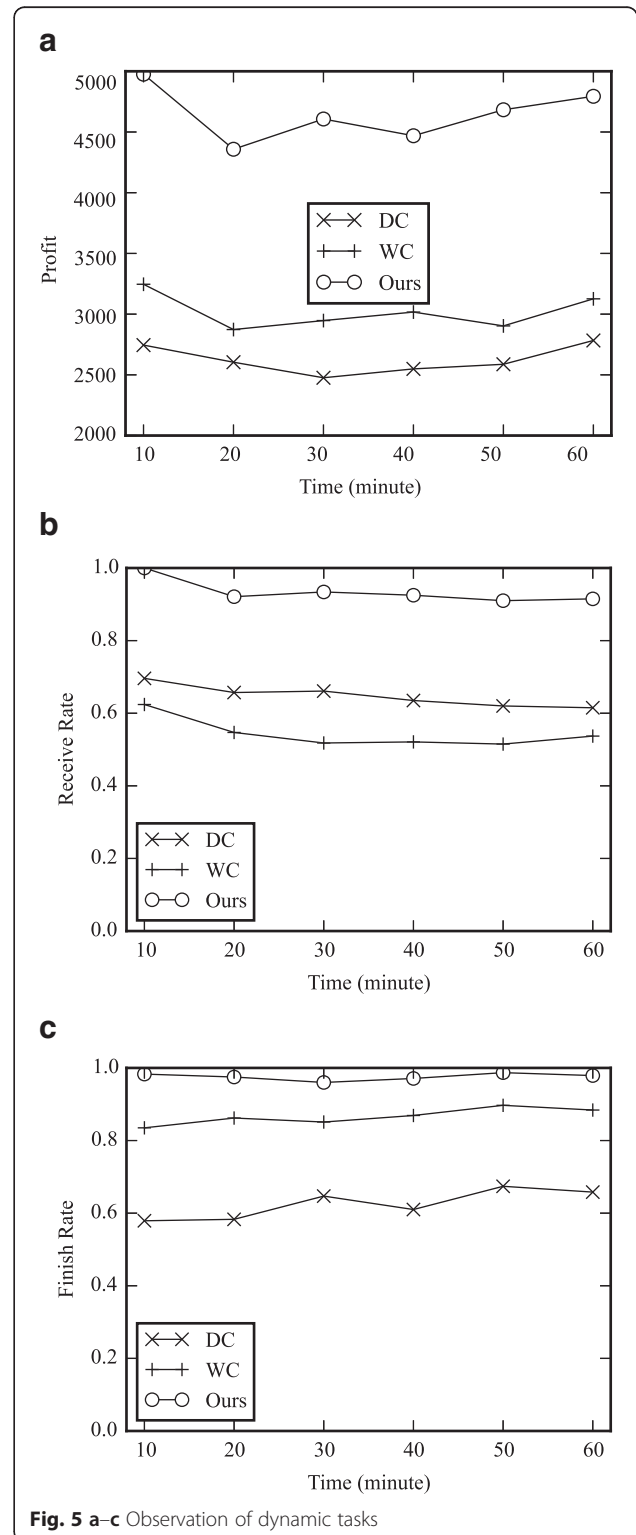 a
5000
4500
4000
3500
3000
2500
2000
Profit
DC
WC
Ours
10 20 30 40 50 60
Time (minute)
b
1.0
0.8
0.6
0.4
0.2
0.0
Receive Rate
DC
WC
Ours
10 20 30 40 50 60
Time (minute)
c
1.0
0.8
0.6
0.4
0.2
0.0
Finish Rate
DC
WC
Ours
10 20 30 40 50 60
Time (minute)
Fig. 5 a–c Observation of dynamic tasks